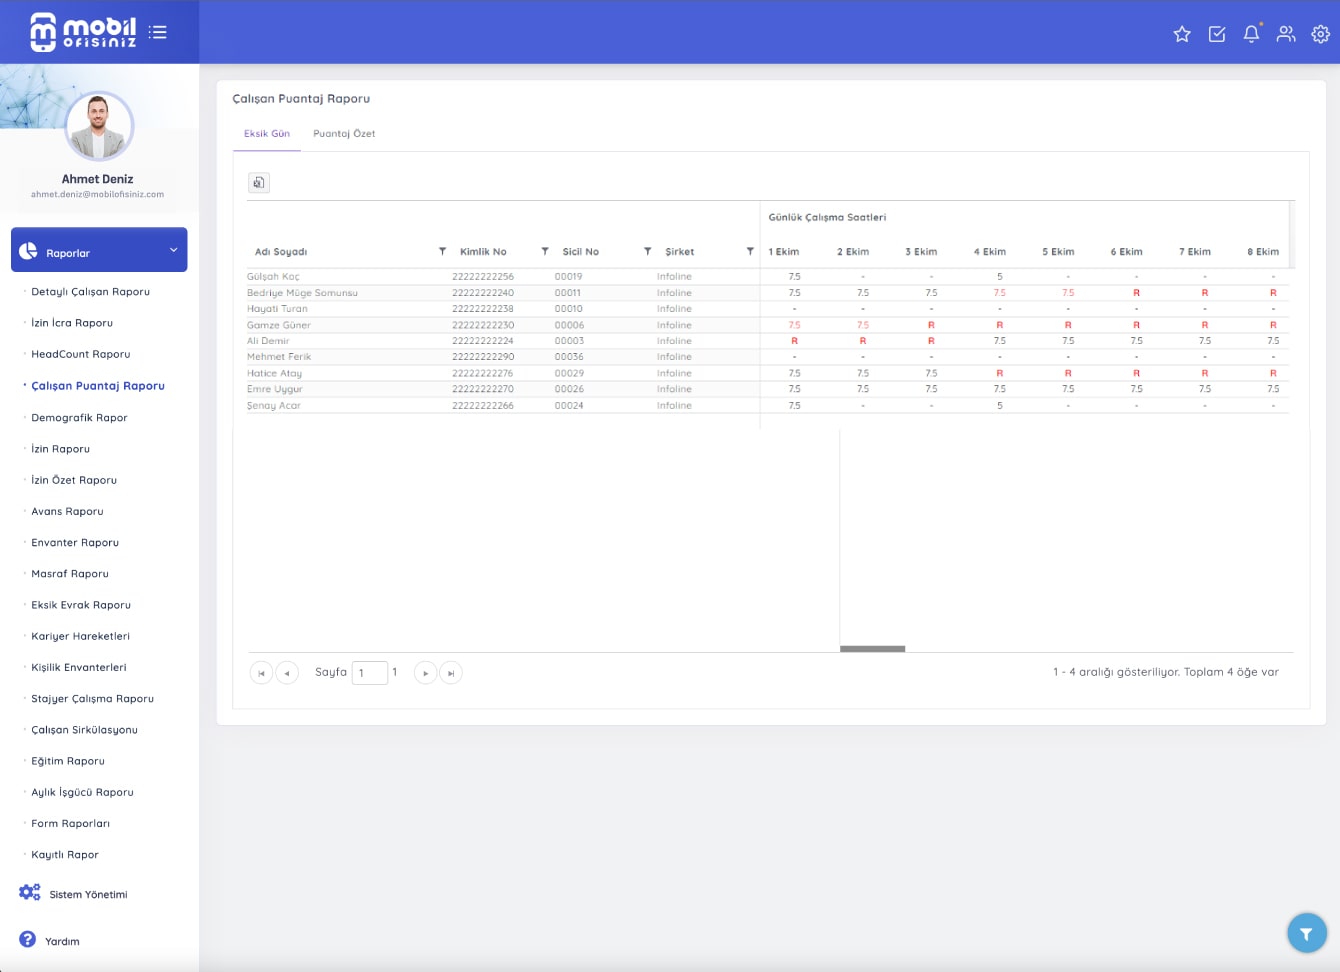 mobil
ofisiniz
Ahmet Deniz
ahmet.deniz@mobilofisiniz.com
Raporlar
Detaylı Çalışan Raporu
İzin İcra Raporu
HeadCount Raporu
Çalışan Puantaj Raporu
Demografik Rapor
İzin Raporu
İzin Özet Raporu
Avans Raporu
Envanter Raporu
Masraf Raporu
Eksik Evrak Raporu
Kariyer Hareketleri
Kişilik Envanterleri
Stajyer Çalışma Raporu
Çalışan Sirkülasyonu
Eğitim Raporu
Aylık İşgücü Raporu
Form Raporları
Kayıtlı Rapor
Sistem Yönetimi
Yardım
Çalışan Puantaj Raporu
Eksik Gün Puantaj Özet
Günlük Çalışma Saatleri
Adı Soyadı Kimlik No Sicil No Şirket 1 Ekim 2 Ekim 3 Ekim 4 Ekim 5 Ekim 6 Ekim 7 Ekim 8 Ekim
Gülşah Koç 22222222256 00019 Infoline 7.5 - - 5 - - - -
Bedriye Müge Somunsu 22222222240 00011 Infoline 7.5 7.5 7.5 7.5 7.5 R R R
Hayati Turan 22222222238 00010 Infoline - - - - - - - -
Gamze Güner 22222222230 00006 Infoline 7.5 7.5 R R R R R R
Ali Demir 22222222224 00003 Infoline R R R 7.5 7.5 7.5 7.5 7.5
Mehmet Ferik 22222222290 00036 Infoline - - - - - - - -
Hatice Atay 22222222276 00029 Infoline 7.5 7.5 7.5 R R R R R
Emre Uygur 22222222270 00026 Infoline 7.5 7.5 7.5 7.5 7.5 7.5 7.5 7.5
Şenay Acar 22222222266 00024 Infoline 7.5 - - 5 - - - -
Sayfa 1 1
1 - 4 aralığı gösteriliyor. Toplam 4 öğe var